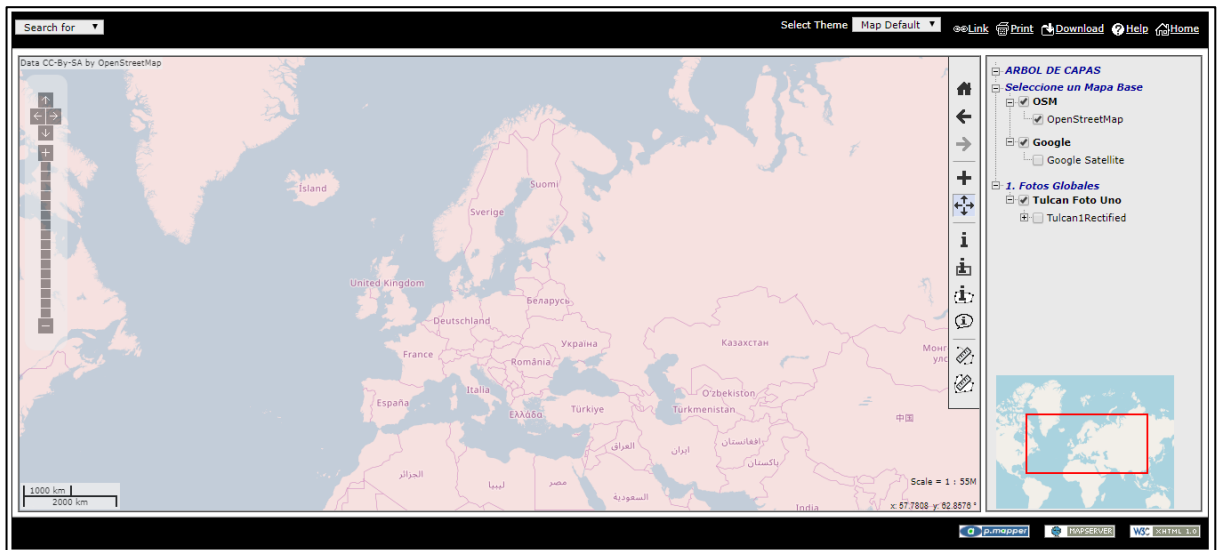 Search for
Select Theme Map Default Link Print Download Help Home
Data CC-By-SA by OpenStreetMap
Ísland
Suomi
Sverige
United Kingdom
Беларусь
Deutschland
Україна
Казахстан
Монг
улс
France
România
Italia
O'zbekiston
España
Ελλάδα
Türkiye
Turkmenistan
中国
العراق
ایران
افغانستان
پاکستان
الجزائر
ليبيا
مصر
السعودية
India
1000 km
2000 km
Scale = 1 : 55M
x: 57.7808 y: 62.8576 °
ARBOL DE CAPAS
Seleccione un Mapa Base
OSM
OpenStreetMap
Google
Google Satellite
1. Fotos Globales
Tulcan Foto Uno
Tulcan1Rectified
p.mapper MAPSERVER W3C XHTML 1.0